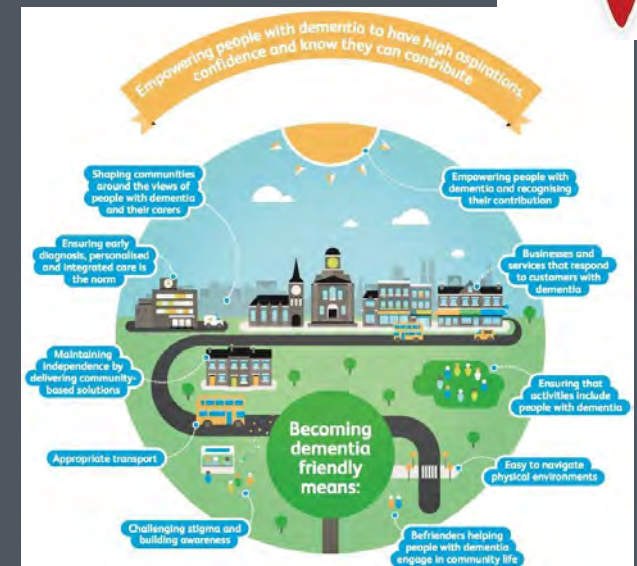 Empowering people with dementia to have high aspirations,
confidence and know they can contribute
Shaping communities
around the views of
people with dementia
and their carers
Empowering people with
dementia and recognising
their contribution
Ensuring early
diagnosis, personalised
and integrated care is
the norm
Businesses and
services that respond
to customers with
dementia
Maintaining
independence by
delivering community-
based solutions
Ensuring that
activities include
people with dementia
Becoming
dementia
friendly
means:
Appropriate transport
Easy to navigate
physical environments
Challenging stigma and
building awareness
Befrienders helping
people with dementia
engage in community life